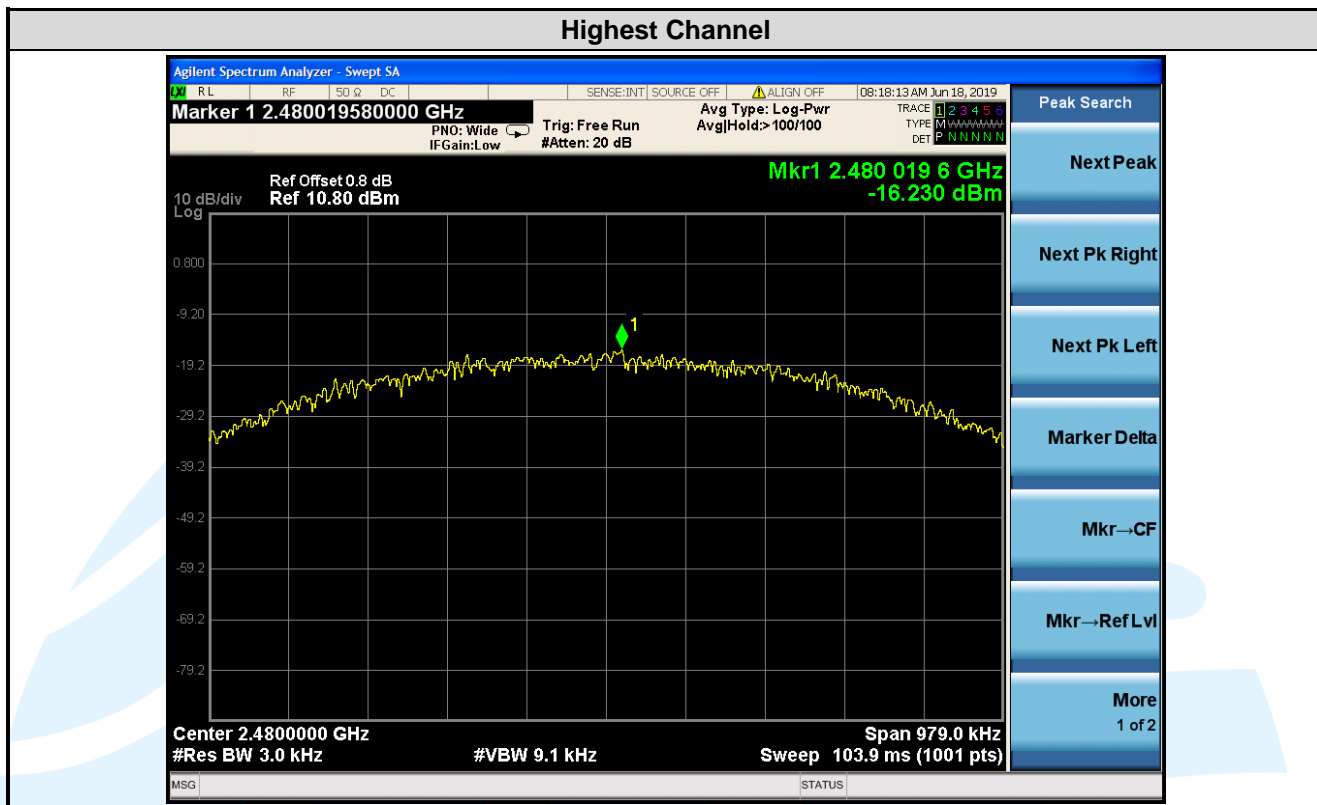 Highest Channel
Agilent Spectrum Analyzer - Swept SA
LXI RL RF 50 Ω DC SENSE:INT SOURCE OFF ALIGN OFF 08:18:13 AM Jun 18, 2019
Marker 1 2.480019580000 GHz
PNO: Wide
IFGain:Low
Trig: Free Run
#Atten: 20 dB
Avg Type: Log-Pwr
Avg|Hold:> 100/100
TRACE 1 2 3 4 5 6
TYPE M WWWWW
DET P N N N N N
Mkr1 2.480 019 6 GHz
-16.230 dBm
Ref Offset 0.8 dB
10 dB/div Ref 10.80 dBm
Log
0.800
-9.20
-19.2
-29.2
-39.2
-49.2
-59.2
-69.2
-79.2
1
Center 2.4800000 GHz Span 979.0 kHz
#Res BW 3.0 kHz #VBW 9.1 kHz Sweep 103.9 ms (1001 pts)
MSG STATUS
Peak Search
Next Peak
Next Pk Right
Next Pk Left
Marker Delta
Mkr→CF
Mkr→Ref Lvl
More
1 of 2